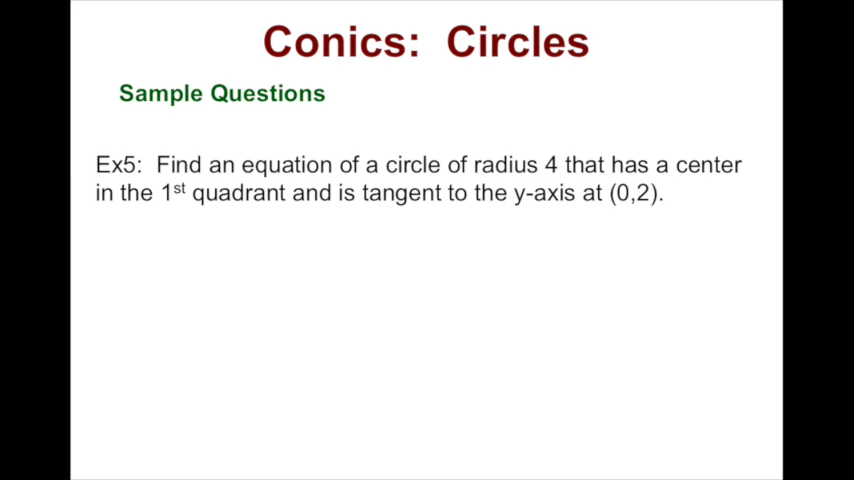 Conics:  Circles
Sample Questions
Ex5:  Find an equation of a circle of radius 4 that has a center
in the 1st quadrant and is tangent to the y-axis at (0,2).